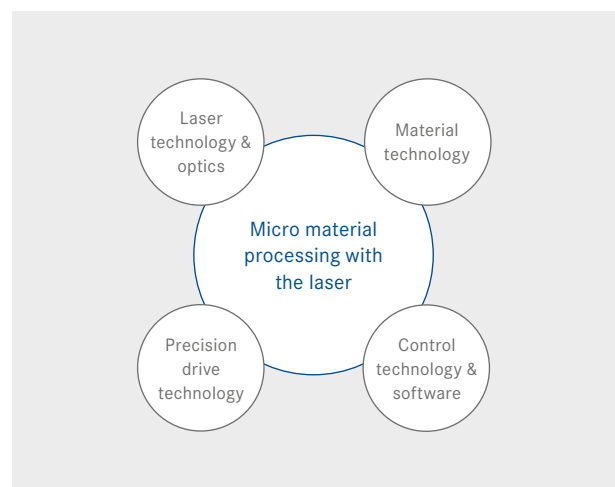 Laser
technology &
optics
Material
technology
Micro material
processing with
the laser
Precision
drive
technology
Control
technology &
software